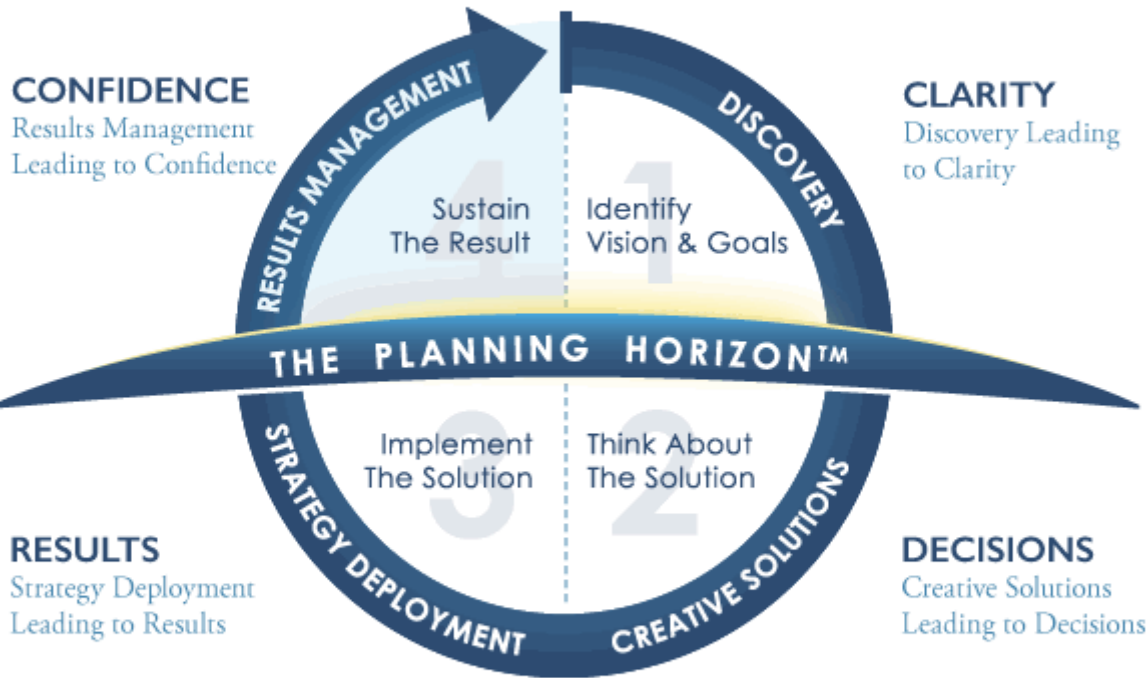 CONFIDENCE
Results Management
Leading to Confidence
RESULTS MANAGEMENT
4
Sustain
The Result
DISCOVERY
1
Identify
Vision & Goals
CLARITY
Discovery Leading
to Clarity
THE PLANNING HORIZON™
RESULTS
Strategy Deployment
Leading to Results
STRATEGY DEPLOYMENT
3
Implement
The Solution
CREATIVE SOLUTIONS
2
Think About
The Solution
DECISIONS
Creative Solutions
Leading to Decisions